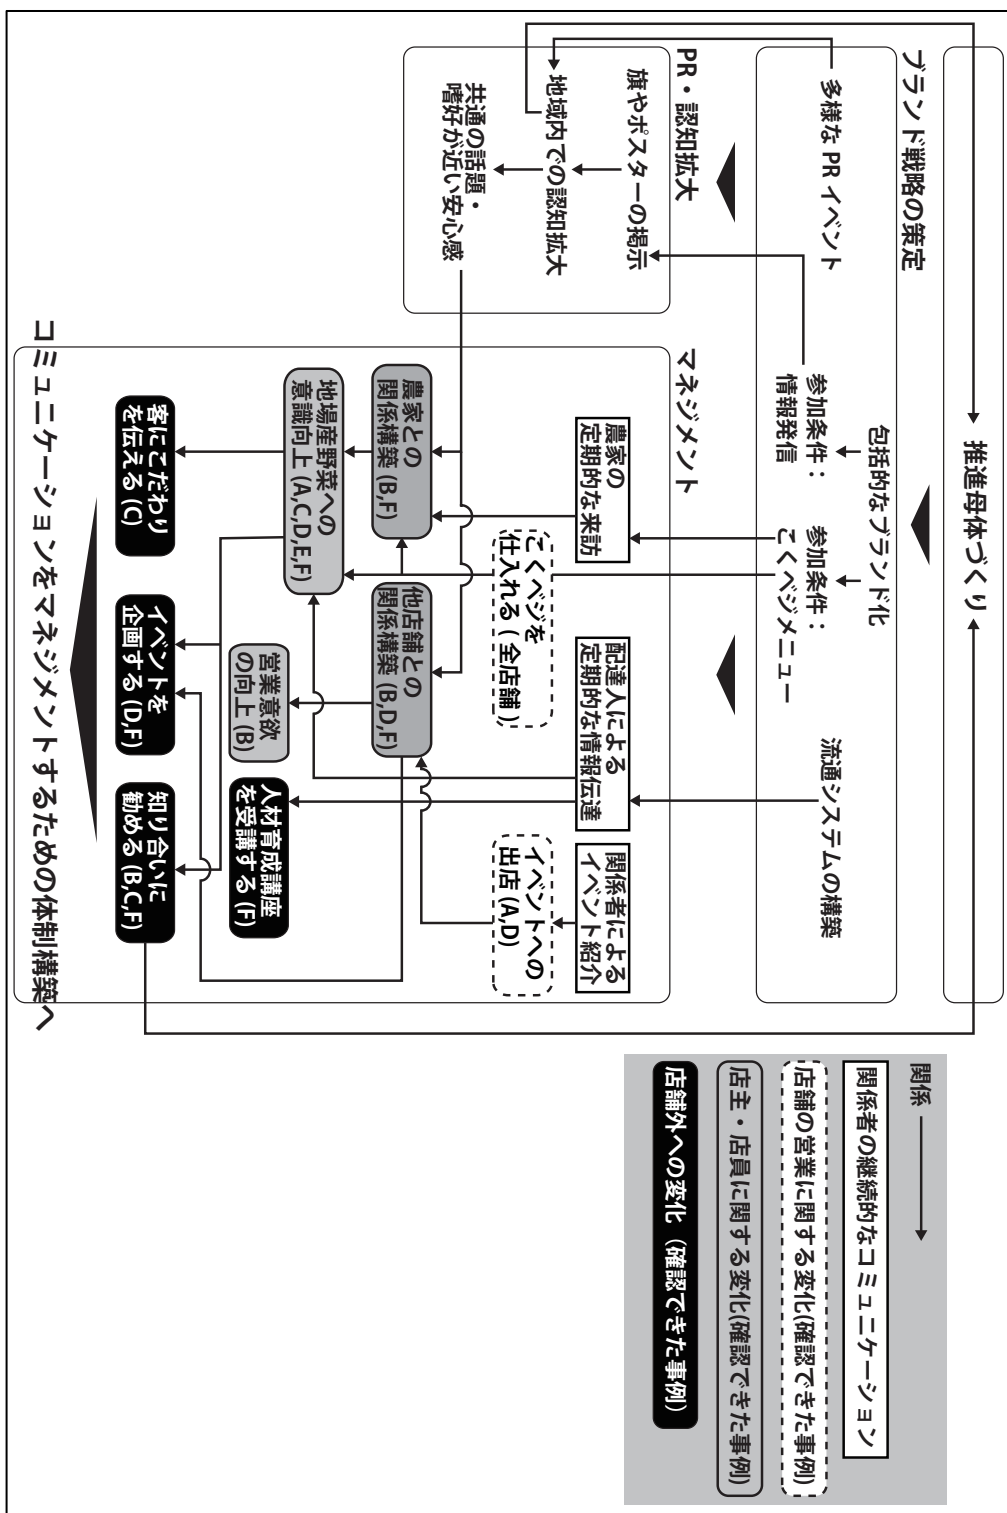 推進母体づくり
ブランド戦略の策定
包括的なブランド化
多様な PR イベント
参加条件：
情報発信
参加条件：
こくベジメニュー
流通システムの構築
PR・認知拡大
旗やポスターの掲示
地域内での認知拡大
共通の話題・
嗜好が近い安心感
マネジメント
農家の
定期的な来訪
配達人による
定期的な情報伝達
関係者による
イベント紹介
こくベジを
仕入れる ( 全店舗 )
イベントへの
出店 (A,D)
農家との
関係構築 (B,F)
他店舗との
関係構築 (B,D,F)
地場産野菜への
意識向上 (A,C,D,E,F)
営業意欲
の向上 (B)
人材育成講座
を受講する (F)
客にこだわり
を伝える (C)
イベントを
企画する (D,F)
知り合いに
勧める (B,C,F)
コミュニケーションをマネジメントするための体制構築へ
関係
関係者の継続的なコミュニケーション
店舗の営業に関する変化(確認できた事例)
店主・店員に関する変化(確認できた事例)
店舗外への変化（確認できた事例）